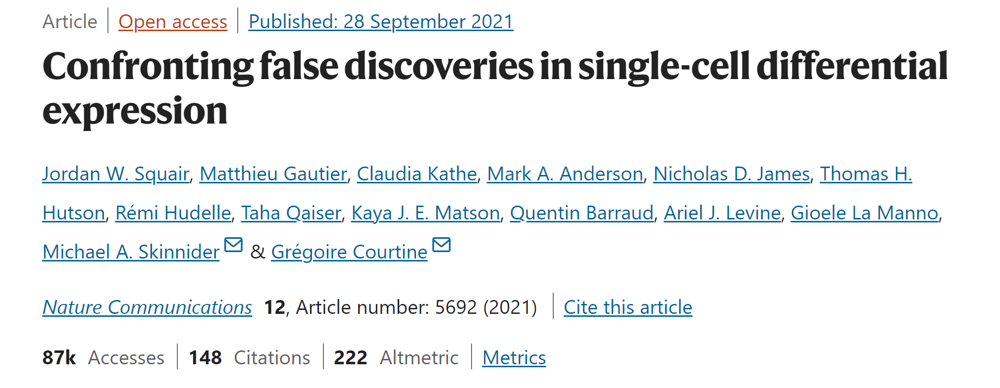 Article | Open access | Published: 28 September 2021
Confronting false discoveries in single-cell differential
expression
Jordan W. Squair, Matthieu Gautier, Claudia Kathe, Mark A. Anderson, Nicholas D. James, Thomas H.
Hutson, Rémi Hudelle, Taha Qaiser, Kaya J. E. Matson, Quentin Barraud, Ariel J. Levine, Gioele La Manno,
Michael A. Skinnider & Grégoire Courtine
Nature Communications 12, Article number: 5692 (2021) | Cite this article
87k Accesses | 148 Citations | 222 Altmetric | Metrics